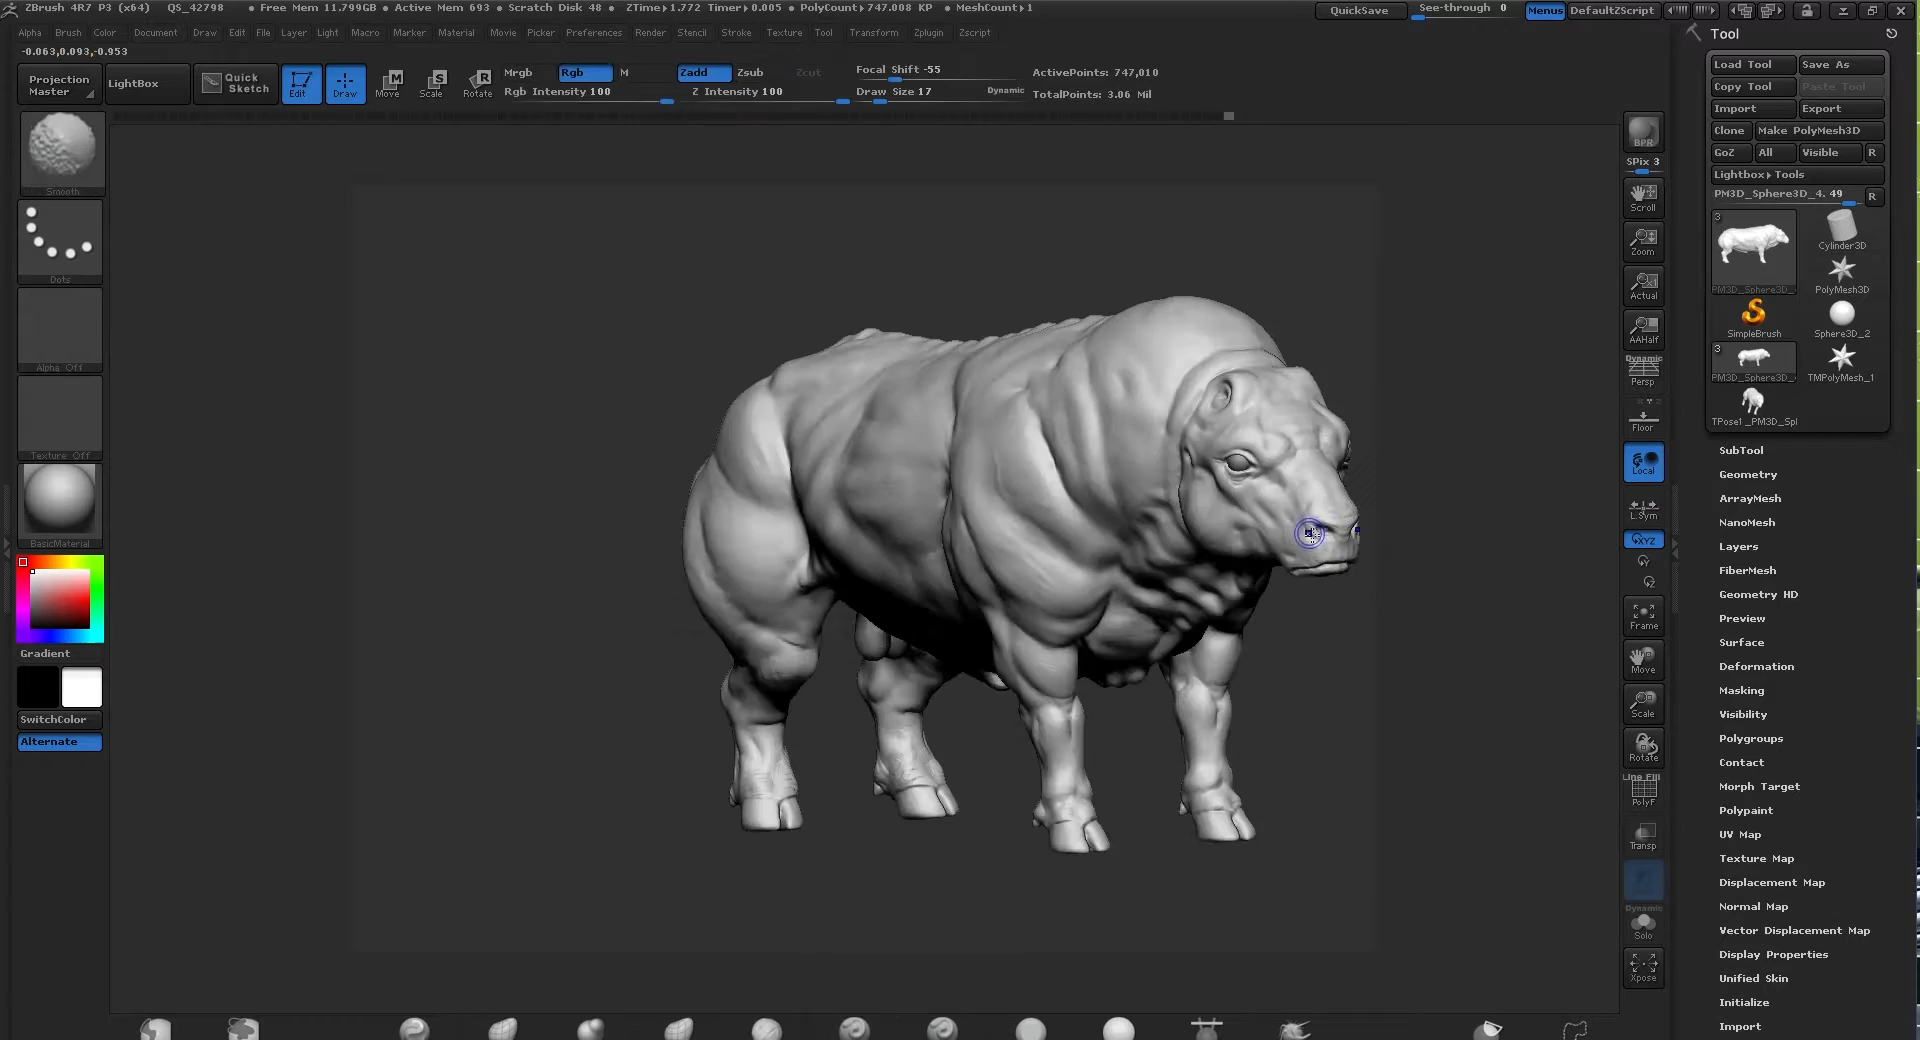 ZBrush 4R7 P3 (x64) QS_42798 • Free Mem 11.799GB • Active Mem 693 • Scratch Disk 48 • ZTime▸1.772 Timer▸0.005 • PolyCount▸747.008 KP • MeshCount▸1
QuickSave
See-through 0
Menus
DefaultZScript
Alpha Brush Color Document Draw Edit File Layer Light Macro Marker Material Movie Picker Preferences Render Stencil Stroke Texture Tool Transform Zplugin Zscript
-0.063,0.093,-0.953
Projection Master
LightBox
Quick Sketch
Edit
Draw
Move
Scale
Rotate
Mrgb Rgb M
Rgb Intensity 100
Zadd Zsub Zcut
Z Intensity 100
Focal Shift -55
Draw Size 17
Dynamic
ActivePoints: 747,010
TotalPoints: 3.06 Mil
Smooth
Dots
Alpha Off
Texture Off
BasicMaterial
Gradient
SwitchColor
Alternate
BPR
SPix 3
Scroll
Zoom
Actual
AAHalf
Dynamic
Persp
Floor
Local
L.Sym
XYZ
Y
Z
Frame
Move
Scale
Rotate
Line Fill
PolyF
Transp
Dynamic
Solo
Xpose
Tool
Load Tool Save As
Copy Tool Paste Tool
Import Export
Clone Make PolyMesh3D
GoZ All Visible R
Lightbox▸Tools
PM3D_Sphere3D_4. 49 R
3
PM3D_Sphere3D_
Cylinder3D
PolyMesh3D
SimpleBrush
Sphere3D_2
3
PM3D_Sphere3D_
TMPolyMesh_1
TPose1_PM3D_Spl
SubTool
Geometry
ArrayMesh
NanoMesh
Layers
FiberMesh
Geometry HD
Preview
Surface
Deformation
Masking
Visibility
Polygroups
Contact
Morph Target
Polypaint
UV Map
Texture Map
Displacement Map
Normal Map
Vector Displacement Map
Display Properties
Unified Skin
Initialize
Import